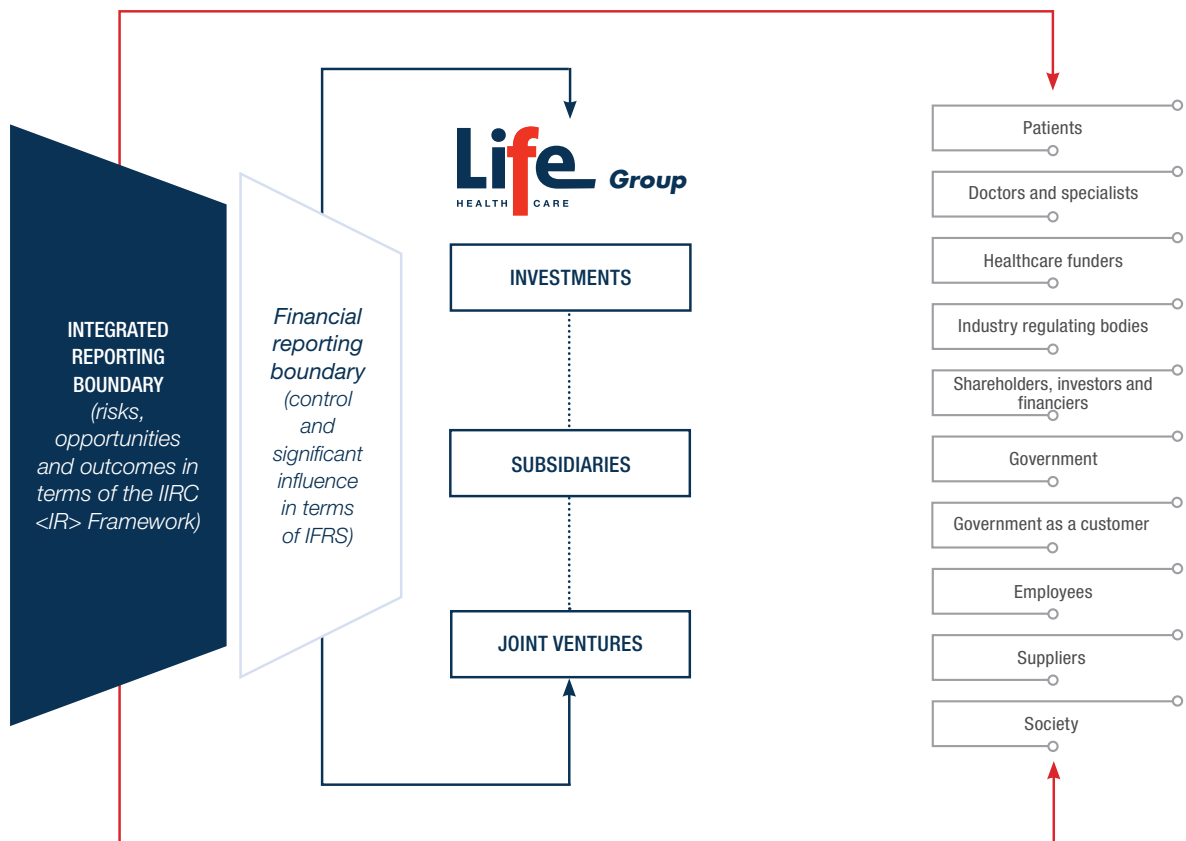 INTEGRATED
REPORTING
BOUNDARY
(risks,
opportunities
and outcomes in
terms of the IIRC
<IR> Framework)
Financial
reporting
boundary
(control
and
significant
influence
in terms
of IFRS)
Life
HEALTH CARE
Group
INVESTMENTS
SUBSIDIARIES
JOINT VENTURES
Patients
Doctors and specialists
Healthcare funders
Industry regulating bodies
Shareholders, investors and
financiers
Government
Government as a customer
Employees
Suppliers
Society